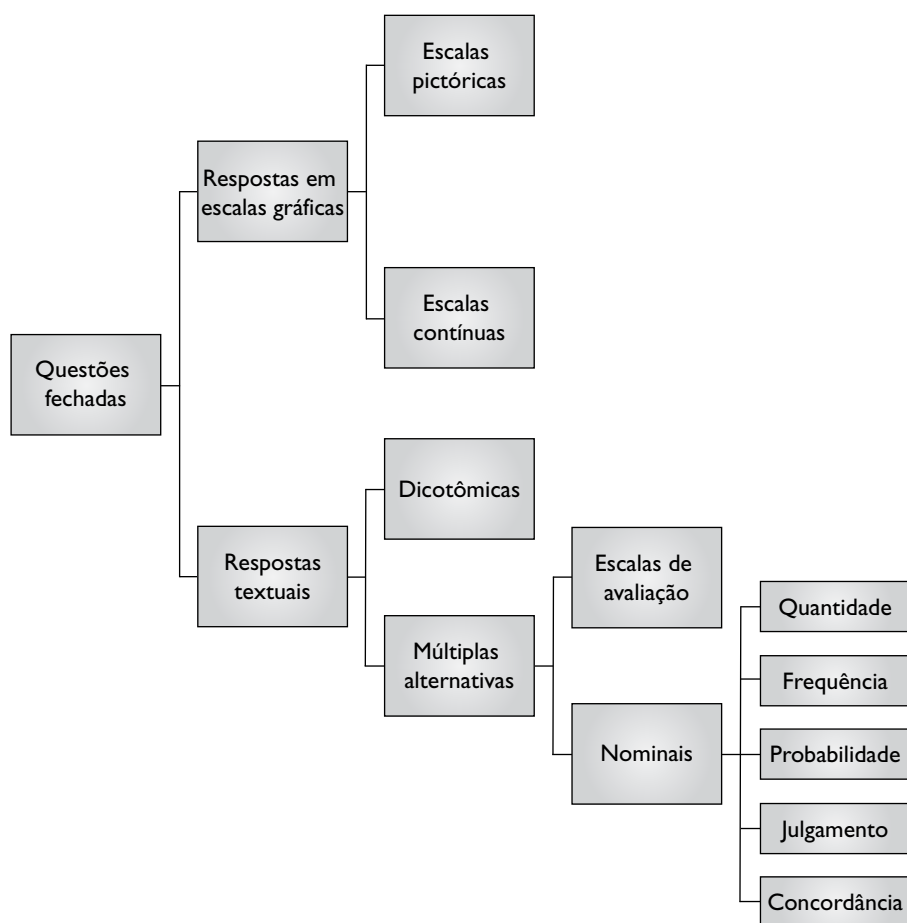 Escalas
pictóricas
Respostas em
escalas gráficas
Escalas
contínuas
Questões
fechadas
Dicotômicas
Respostas
textuais
Escalas de
avaliação
Múltiplas
alternativas
Nominais
Quantidade
Frequência
Probabilidade
Julgamento
Concordância